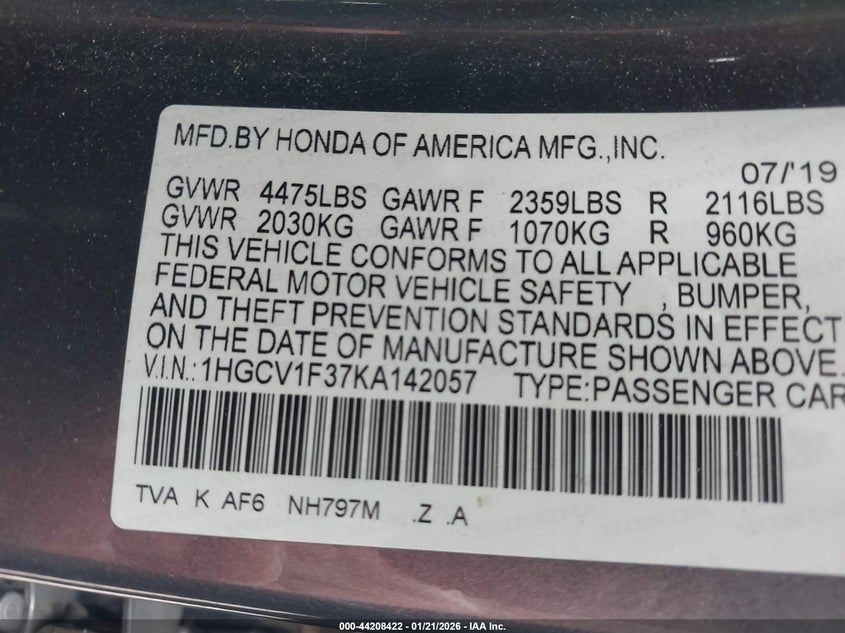 MFD.BY HONDA OF AMERICA MFG.,INC.
07/'19
GVWR 4475LBS GAWR F 2359LBS R 2116LBS
GVWR 2030KG GAWR F 1070KG R 960KG
THIS VEHICLE CONFORMS TO ALL APPLICABLE
FEDERAL MOTOR VEHICLE SAFETY , BUMPER,
AND THEFT PREVENTION STANDARDS IN EFFECT
ON THE DATE OF MANUFACTURE SHOWN ABOVE.
V.I.N.:1HGCV1F37KA142057 TYPE:PASSENGER CAR
TVA K AF6 NH797M .Z .A
000-44208422 - 01/21/2026 - IAA Inc.